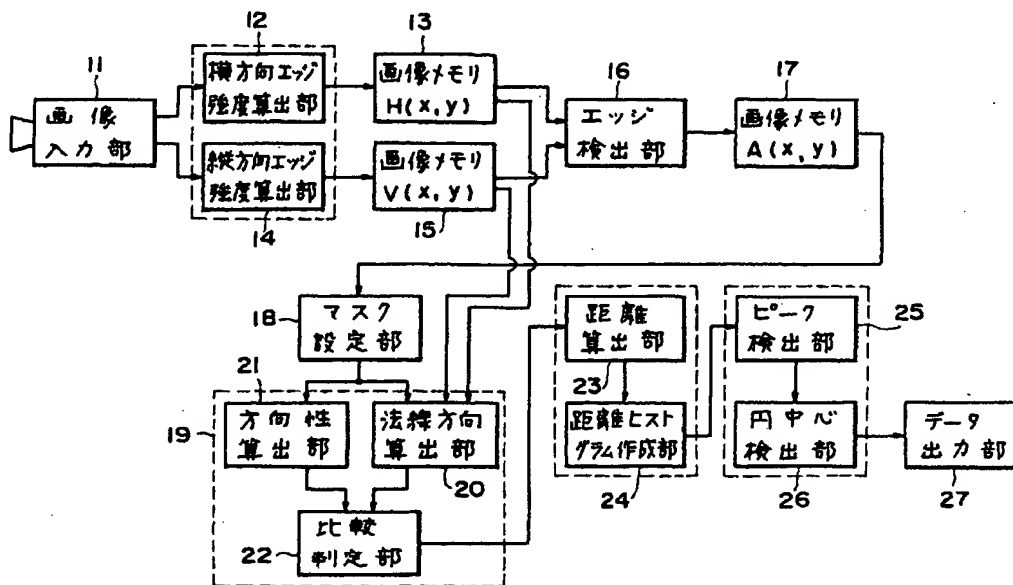 12
13
11
16
17
画像
入力部
横方向エッジ
強度算出部
画像メモリ
H(x, y)
エッジ
検出部
画像メモリ
A(x, y)
縦方向エッジ
強度算出部
画像メモリ
V(x, y)
14
15
18
マスク
設定部
距離
算出部
23
ピーク
検出部
25
21
19
方向性
算出部
法線方向
算出部
20
距離ヒスト
グラム作成部
24
円中心
検出部
26
データ
出力部
27
22
比較
判定部